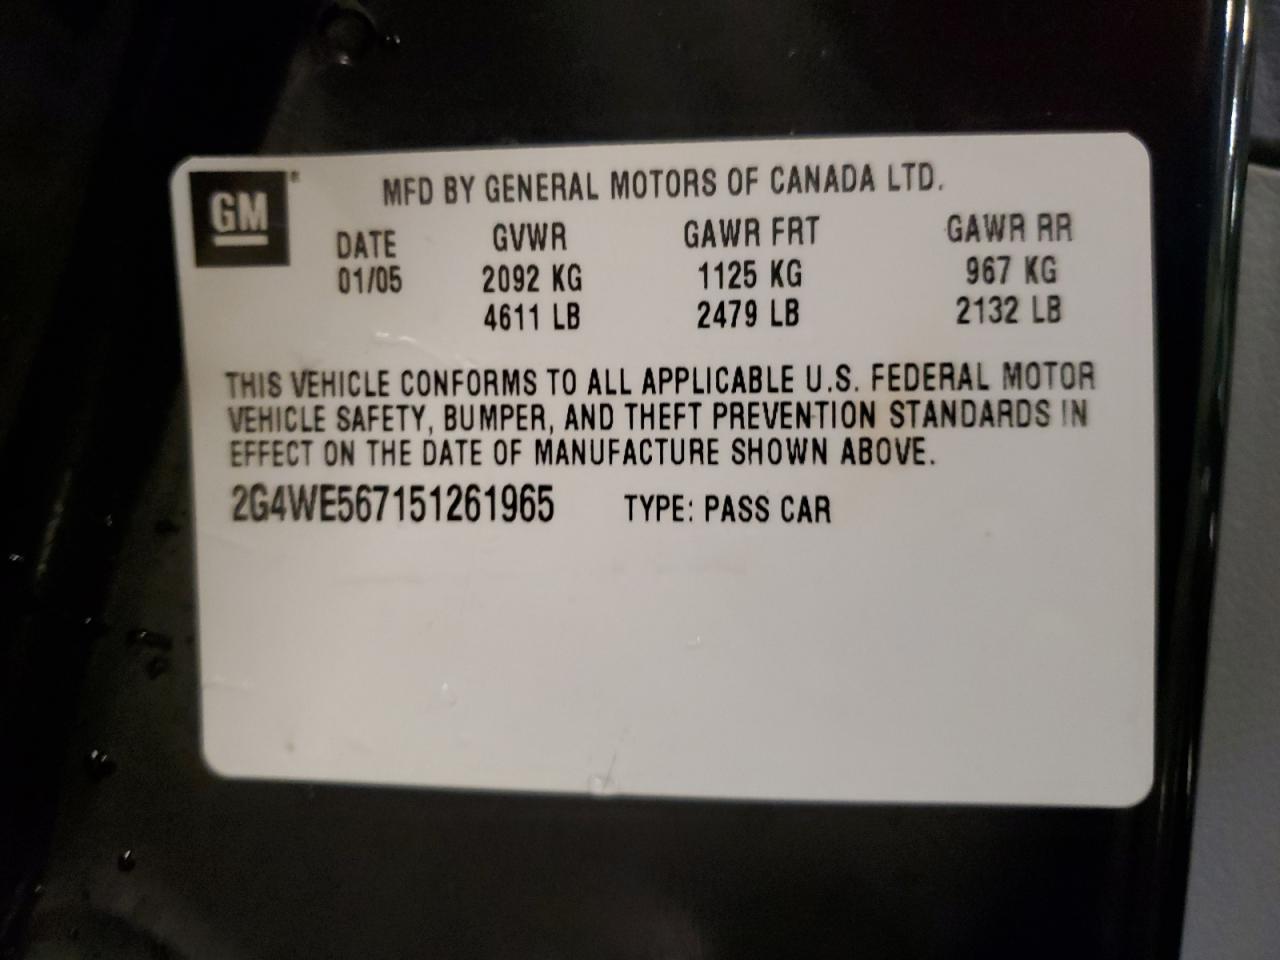 GM
MFD BY GENERAL MOTORS OF CANADA LTD.
DATE GVWR GAWR FRT GAWR RR
01/05 2092 KG 1125 KG 967 KG
4611 LB 2479 LB 2132 LB
THIS VEHICLE CONFORMS TO ALL APPLICABLE U.S. FEDERAL MOTOR
VEHICLE SAFETY, BUMPER, AND THEFT PREVENTION STANDARDS IN
EFFECT ON THE DATE OF MANUFACTURE SHOWN ABOVE.
2G4WE567151261965 TYPE: PASS CAR